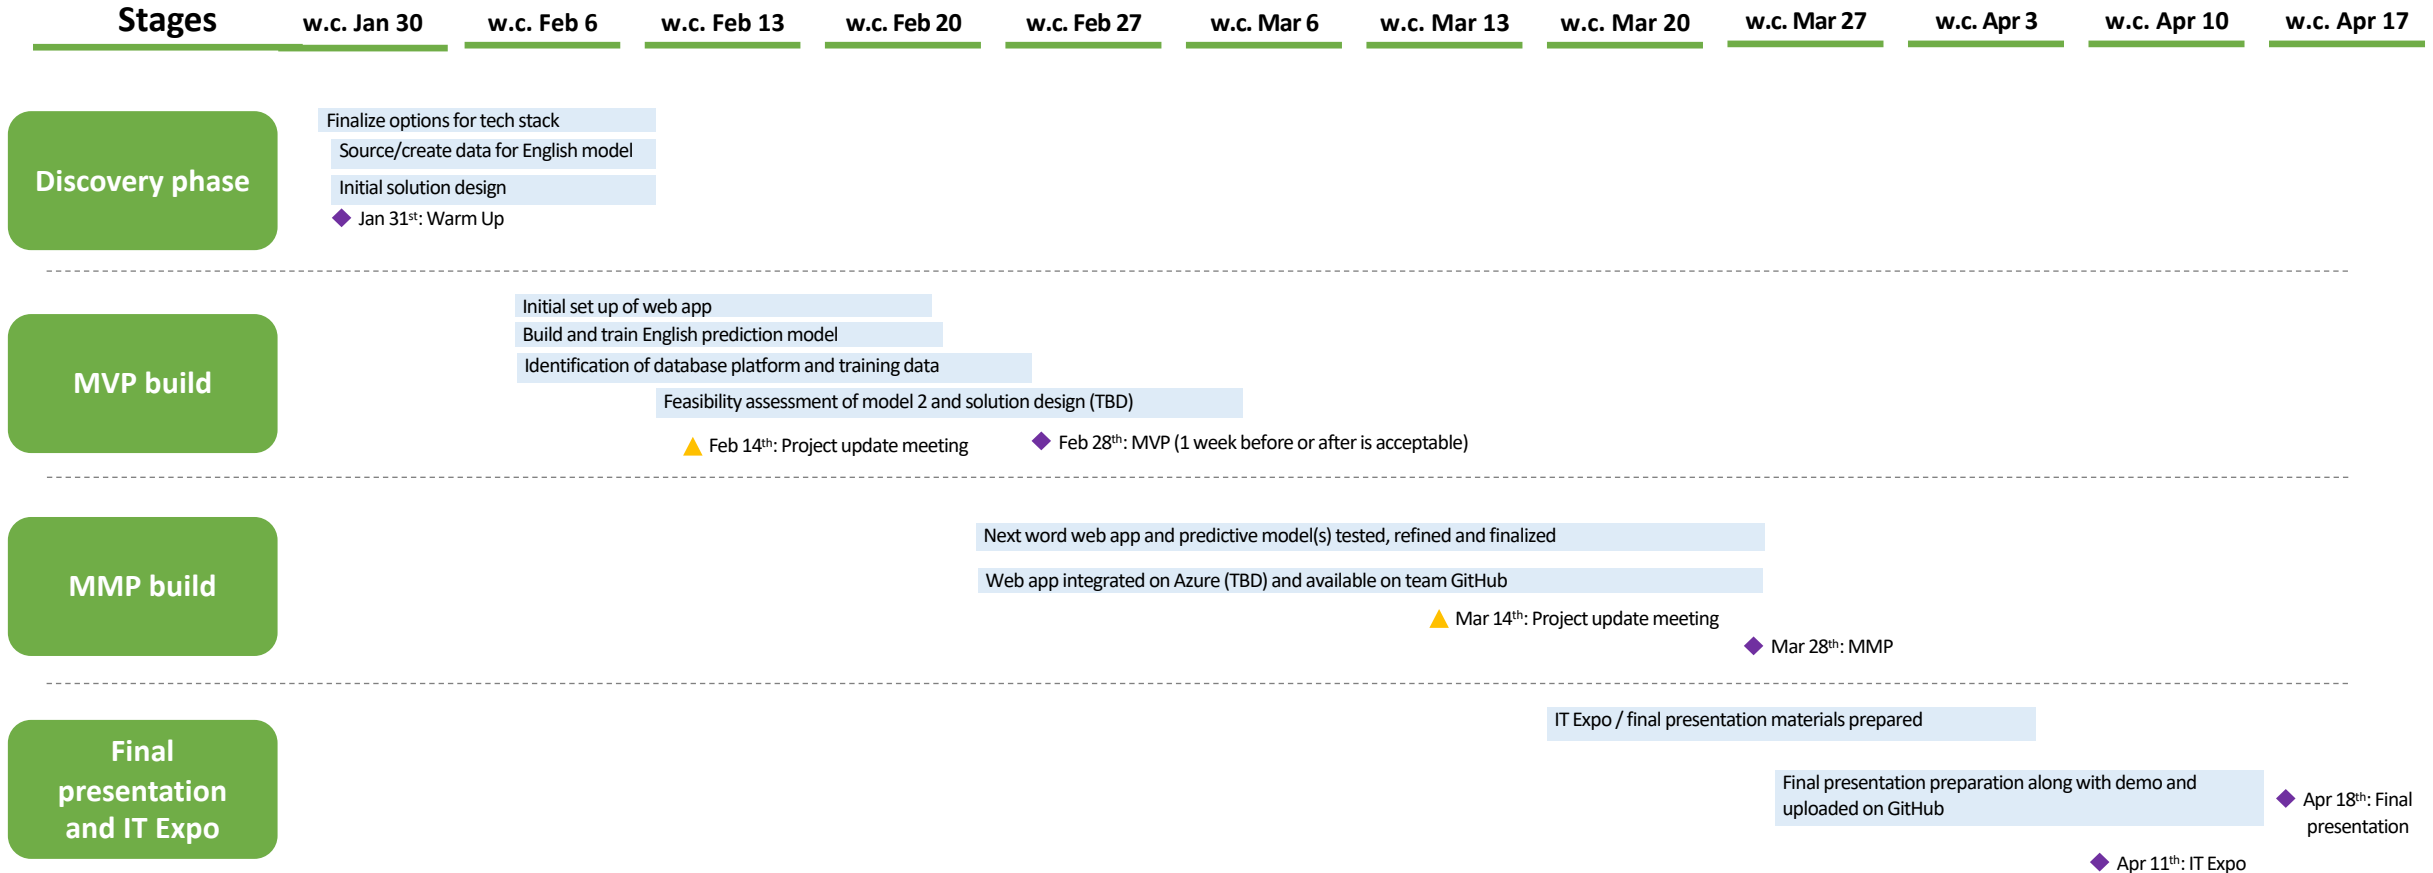 Stages w.c. Jan 30 w.c. Feb 6 w.c. Feb 13 w.c. Feb 20 w.c. Feb 27 w.c. Mar 6 w.c. Mar 13 w.c. Mar 20 w.c. Mar 27 w.c. Apr 3 w.c. Apr 10 w.c. Apr 17
Discovery phase
Finalize options for tech stack
Source/create data for English model
Initial solution design
Jan 31st: Warm Up
MVP build
Initial set up of web app
Build and train English prediction model
Identification of database platform and training data
Feasibility assessment of model 2 and solution design (TBD)
Feb 14th: Project update meeting
Feb 28th: MVP (1 week before or after is acceptable)
MMP build
Next word web app and predictive model(s) tested, refined and finalized
Web app integrated on Azure (TBD) and available on team GitHub
Mar 14th: Project update meeting
Mar 28th: MMP
Final
presentation
and IT Expo
IT Expo / final presentation materials prepared
Final presentation preparation along with demo and
uploaded on GitHub
Apr 18th: Final
presentation
Apr 11th: IT Expo